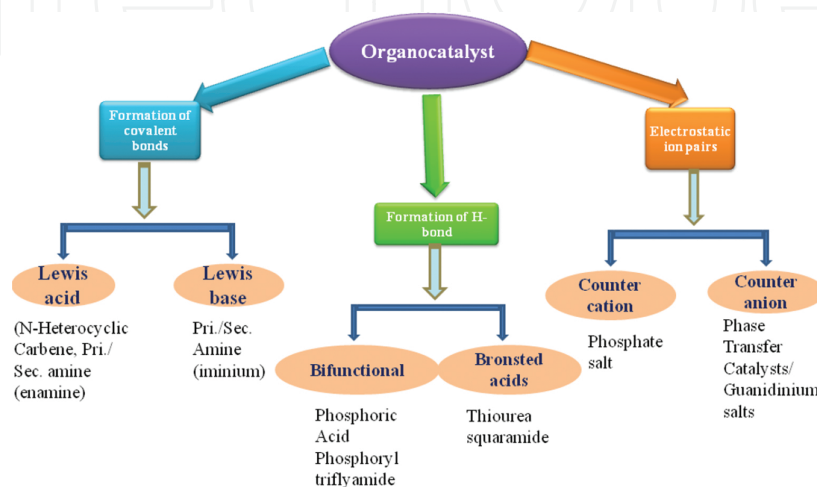 Organocatalyst
Formation of
covalent
bonds
Electrostatic
ion pairs
Formation of H-
bond
Lewis
acid
Lewis
base
Counter
cation
Counter
anion
(N-Heterocyclic
Carbene, Pri./
Sec. amine
(enamine)
Pri./Sec.
Amine
(iminium)
Phosphate
salt
Phase
Transfer
Catalysts/
Guanidinium
salts
Bifunctional
Bronsted
acids
Phosphoric
Acid
Phosphoryl
triflyamide
Thiourea
squaramide